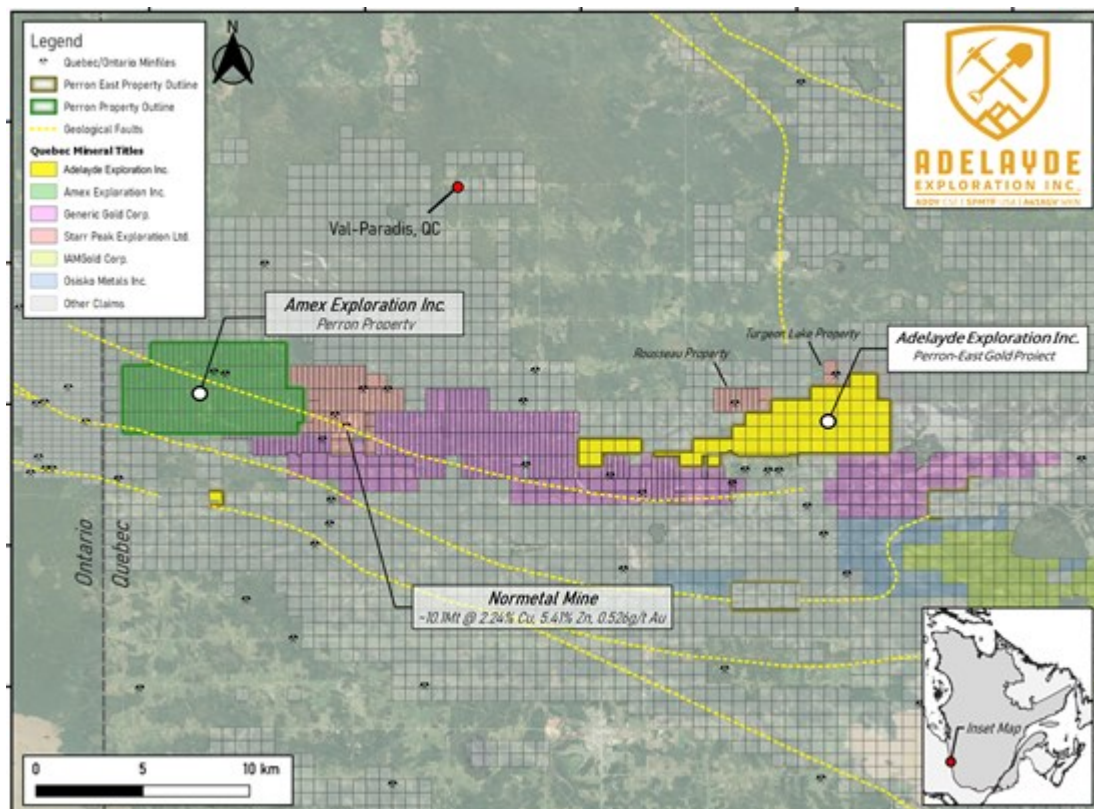 Legend
Quebec/Ontario Minfiles
Perron East Property Outline
Perron Property Outline
Geological Faults
Quebec Mineral Titles
Adelayde Exploration Inc.
Amex Exploration Inc.
Generic Gold Corp.
Starr Peak Exploration Ltd.
IAMGold Corp.
Osisko Metals Inc.
Other Claims
N
ADELAYDE
EXPLORATION INC.
Val-Paradis, QC
Amex Exploration Inc.
Perron Property
Turgeon Lake Property
Rousseau Property
Adelayde Exploration Inc.
Perron-East Gold Project
Ontario
Quebec
Normetal Mine
~10.1Mt @ 2.24% Cu, 5.41% Zn, 0.526g/t Au
Inset Map
0 5 10 km